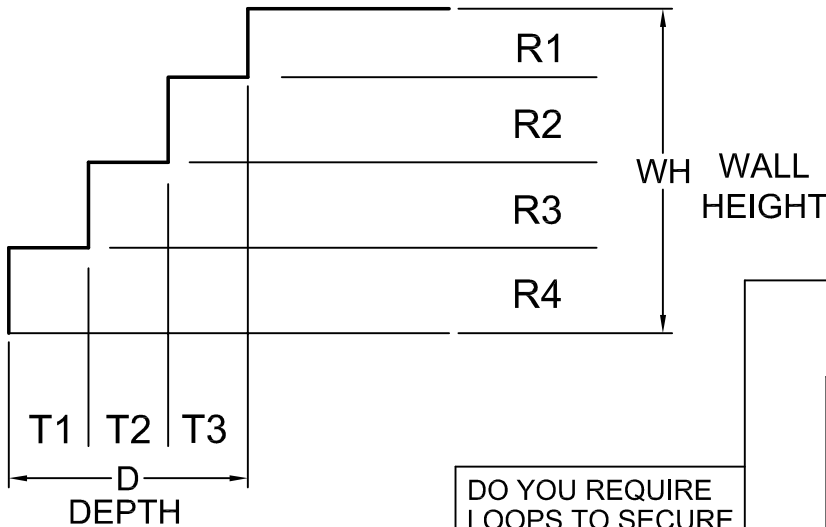 R1
R2
WH WALL
HEIGHT
R3
R4
T1 T2 T3
D
DEPTH
DO YOU REQUIRE
LOOPS TO SECURE